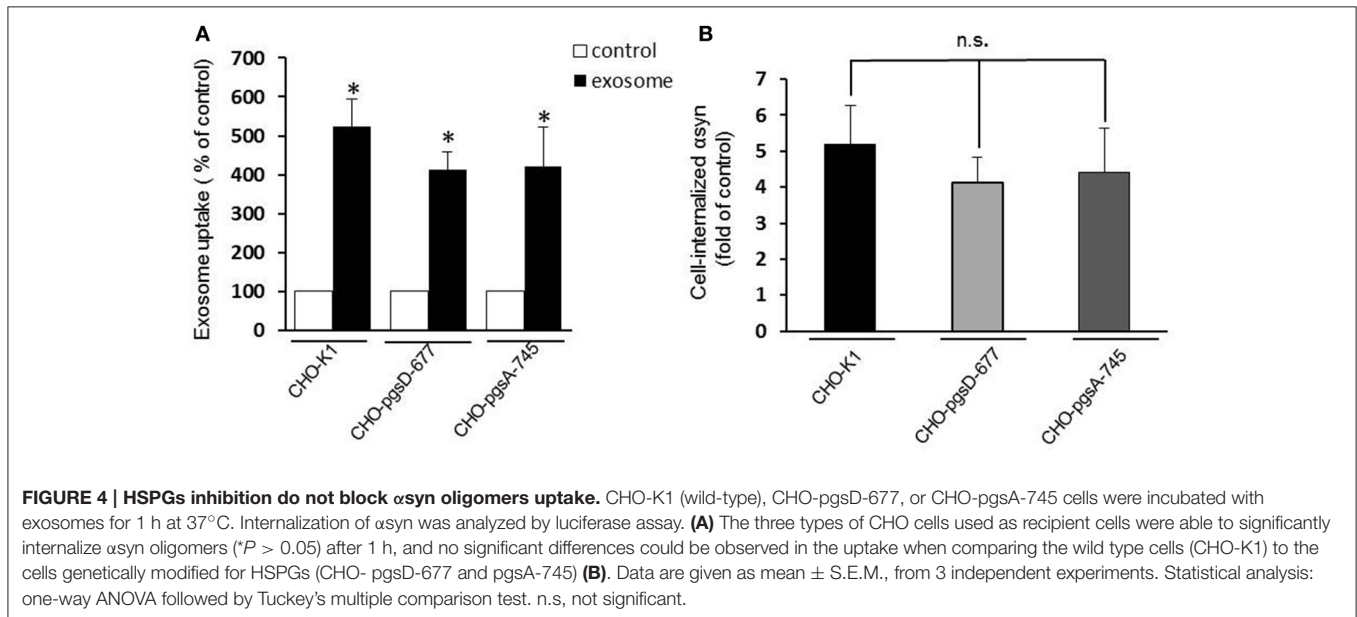 A
B
700
600
500
400
300
200
100
0
Exosome uptake ( % of control)
control
exosome
*
*
*
CHO-K1
CHO-pgsD-677
CHO-pgsA-745
n.s.
7
6
5
4
3
2
1
0
Cell-internalized αsyn
(fold of control)
CHO-K1
CHO-pgsD-677
CHO-pgsA-745
FIGURE 4 | HSPGs inhibition do not block αsyn oligomers uptake. CHO-K1 (wild-type), CHO-pgsD-677, or CHO-pgsA-745 cells were incubated with
exosomes for 1 h at 37°C. Internalization of αsyn was analyzed by luciferase assay. (A) The three types of CHO cells used as recipient cells were able to significantly
internalize αsyn oligomers (*P > 0.05) after 1 h, and no significant differences could be observed in the uptake when comparing the wild type cells (CHO-K1) to the
cells genetically modified for HSPGs (CHO- pgsD-677 and pgsA-745) (B). Data are given as mean ± S.E.M., from 3 independent experiments. Statistical analysis:
one-way ANOVA followed by Tuckey's multiple comparison test. n.s, not significant.